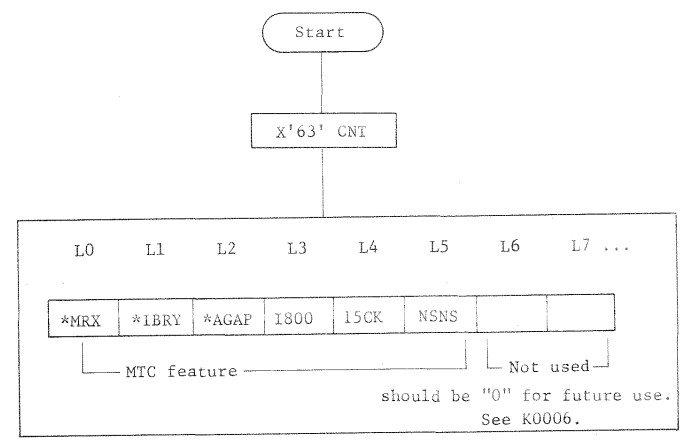 Start
X'63' CNT
L0 L1 L2 L3 L4 L5 L6 L7 ...
*MRX *IBRY *AGAP I800 15CK NSNS
MTC feature Not used
should be "0" for future use.
See K0006.